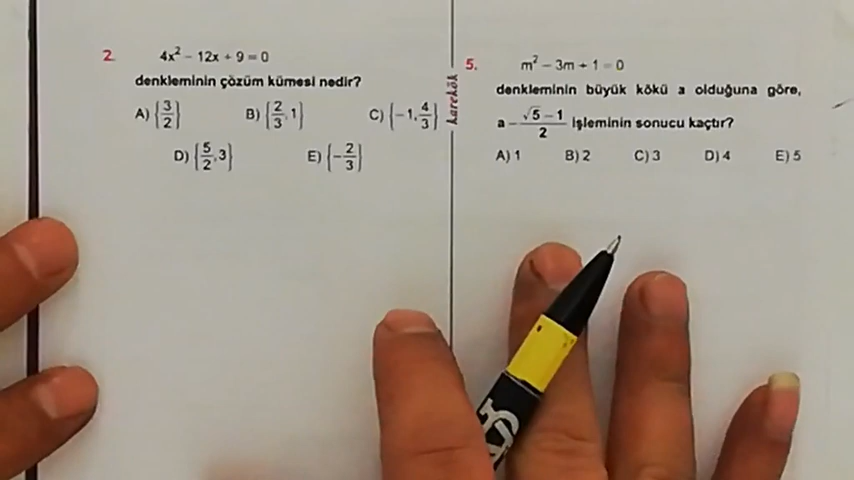 2. 4x² - 12x + 9 = 0
denkleminin çözüm kümesi nedir?
A) {3/2} B) {2/3, 1} C) {-1, 4/3}
D) {5/2, 3} E) {-2/3}
karekök
5. m² - 3m + 1 = 0
denkleminin büyük kökü a olduğuna göre,
a - (√5 - 1)/2 işleminin sonucu kaçtır?
A) 1 B) 2 C) 3 D) 4 E) 5